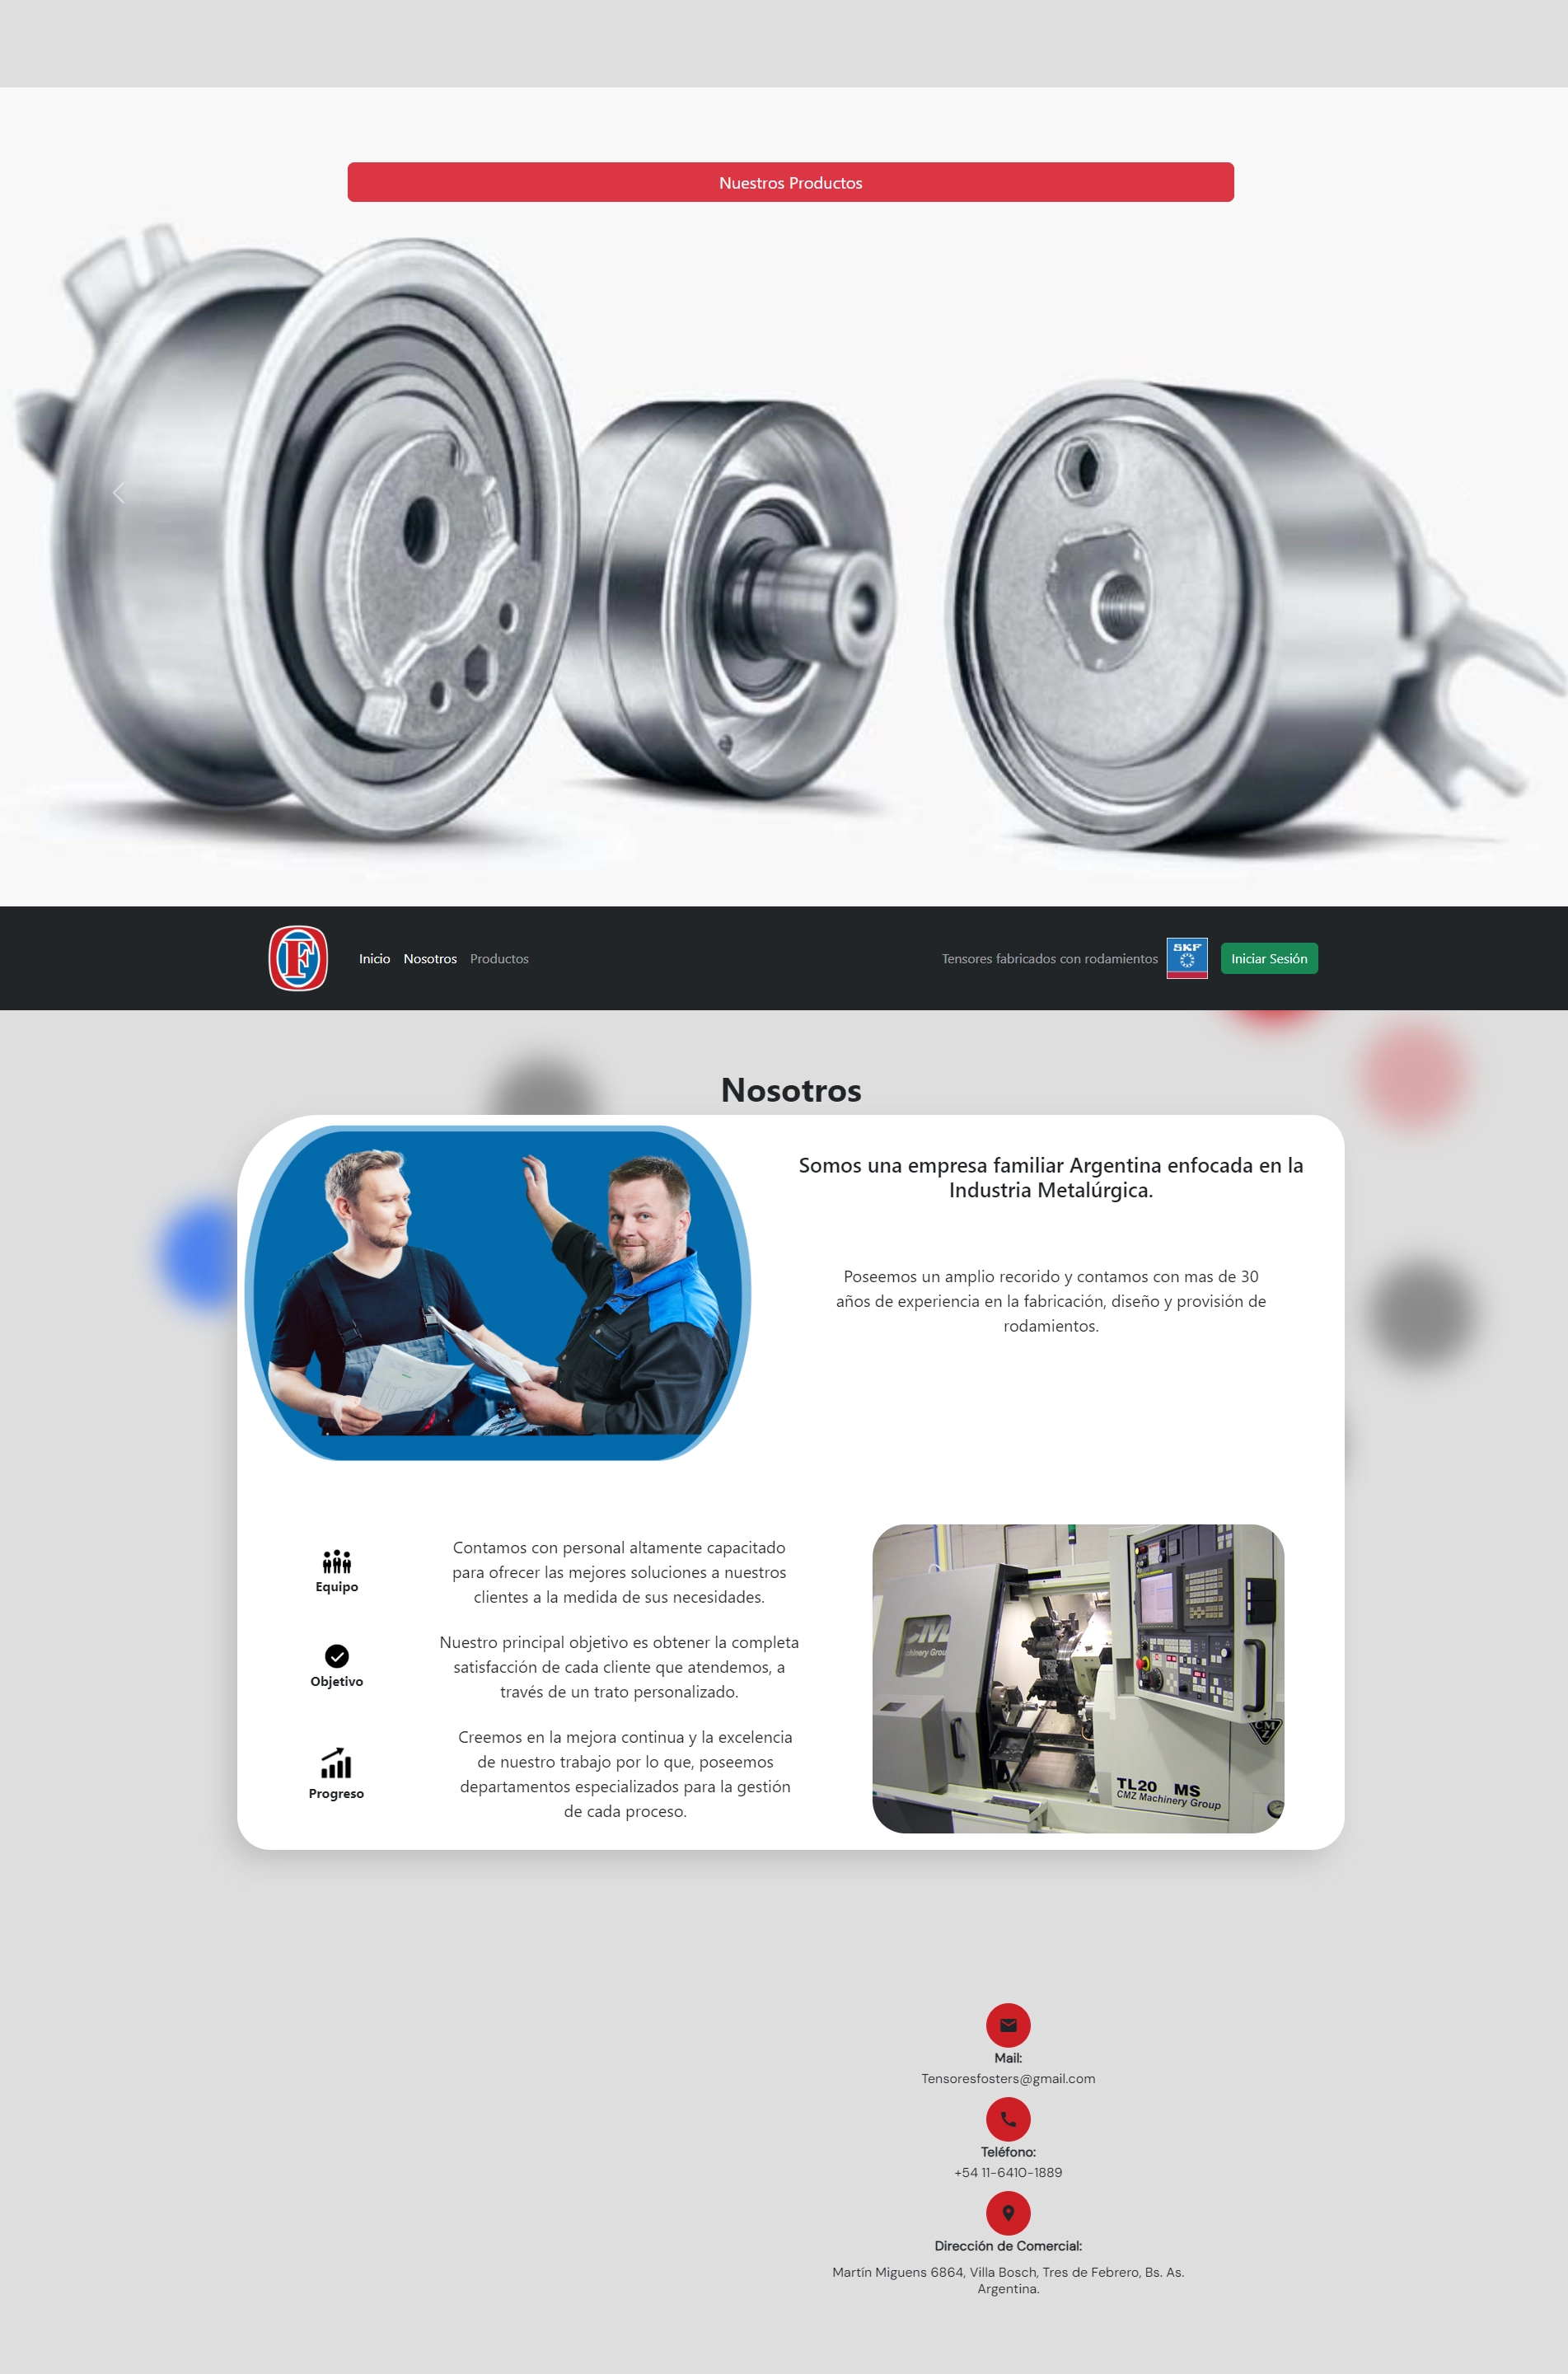 Nuestros Productos
F
Inicio Nosotros Productos
Tensores fabricados con rodamientos
SKF
Iniciar Sesión
Nosotros
Somos una empresa familiar Argentina enfocada en la
Industria Metalúrgica.
Poseemos un amplio recorido y contamos con mas de 30
años de experiencia en la fabricación, diseño y provisión de
rodamientos.
Equipo
Contamos con personal altamente capacitado
para ofrecer las mejores soluciones a nuestros
clientes a la medida de sus necesidades.
Objetivo
Nuestro principal objetivo es obtener la completa
satisfacción de cada cliente que atendemos, a
través de un trato personalizado.
Progreso
Creemos en la mejora continua y la excelencia
de nuestro trabajo por lo que, poseemos
departamentos especializados para la gestión
de cada proceso.
CMZ
TL20 MS
CMZ Machinery Group
Mail:
Tensoresfosters@gmail.com
Teléfono:
+54 11-6410-1889
Dirección de Comercial:
Martín Miguens 6864, Villa Bosch, Tres de Febrero, Bs. As.
Argentina.